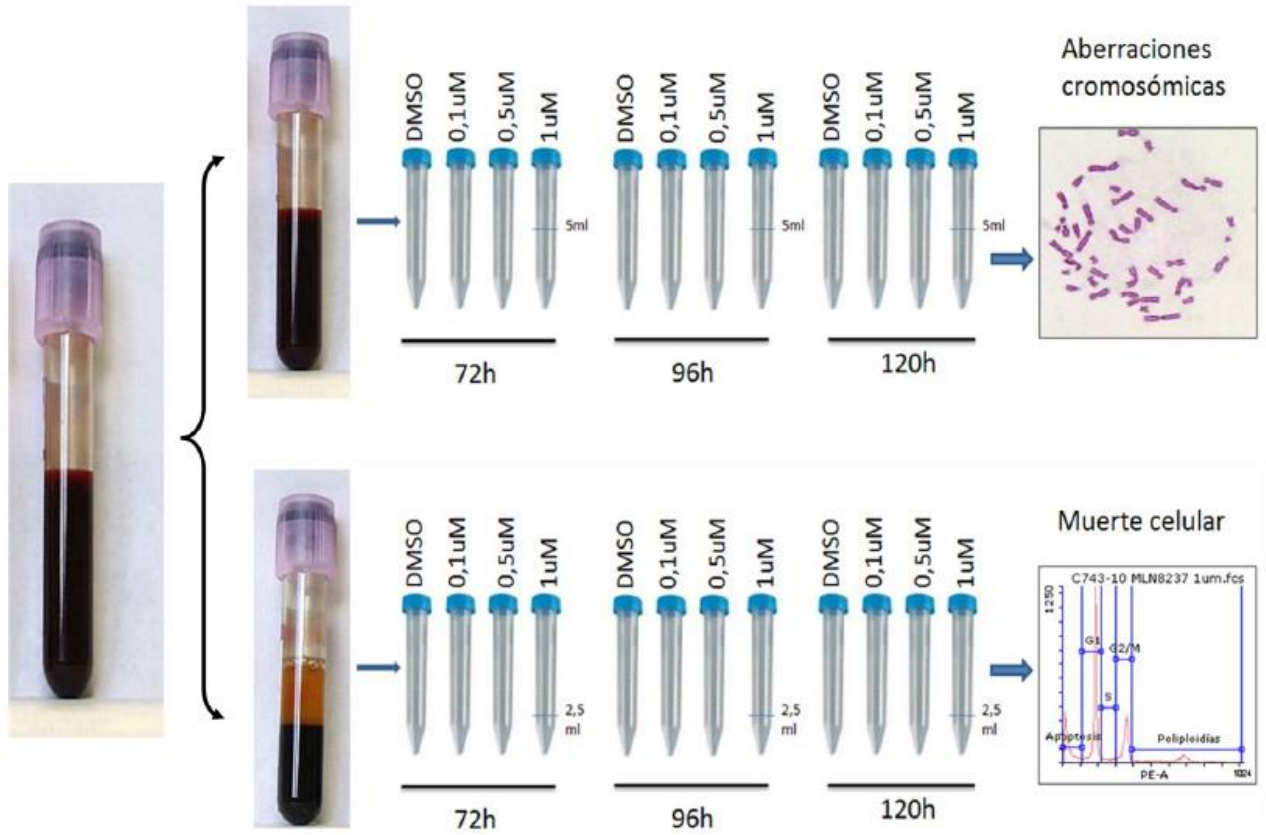 Aberraciones
cromosómicas
DMSO
0,1uM
0,5uM
1uM
DMSO
0,1uM
0,5uM
1uM
DMSO
0,1uM
0,5uM
1uM
5ml
5ml
5ml
72h
96h
120h
Muerte celular
DMSO
0,1uM
0,5uM
1uM
DMSO
0,1uM
0,5uM
1uM
DMSO
0,1uM
0,5uM
1uM
2,5
ml
2,5
ml
2,5
ml
72h
96h
120h
C743-10 MLN8237 1um.fcs
1250
G1
G2/M
S
Apoptosis
Poliploidías
PE-A
1024